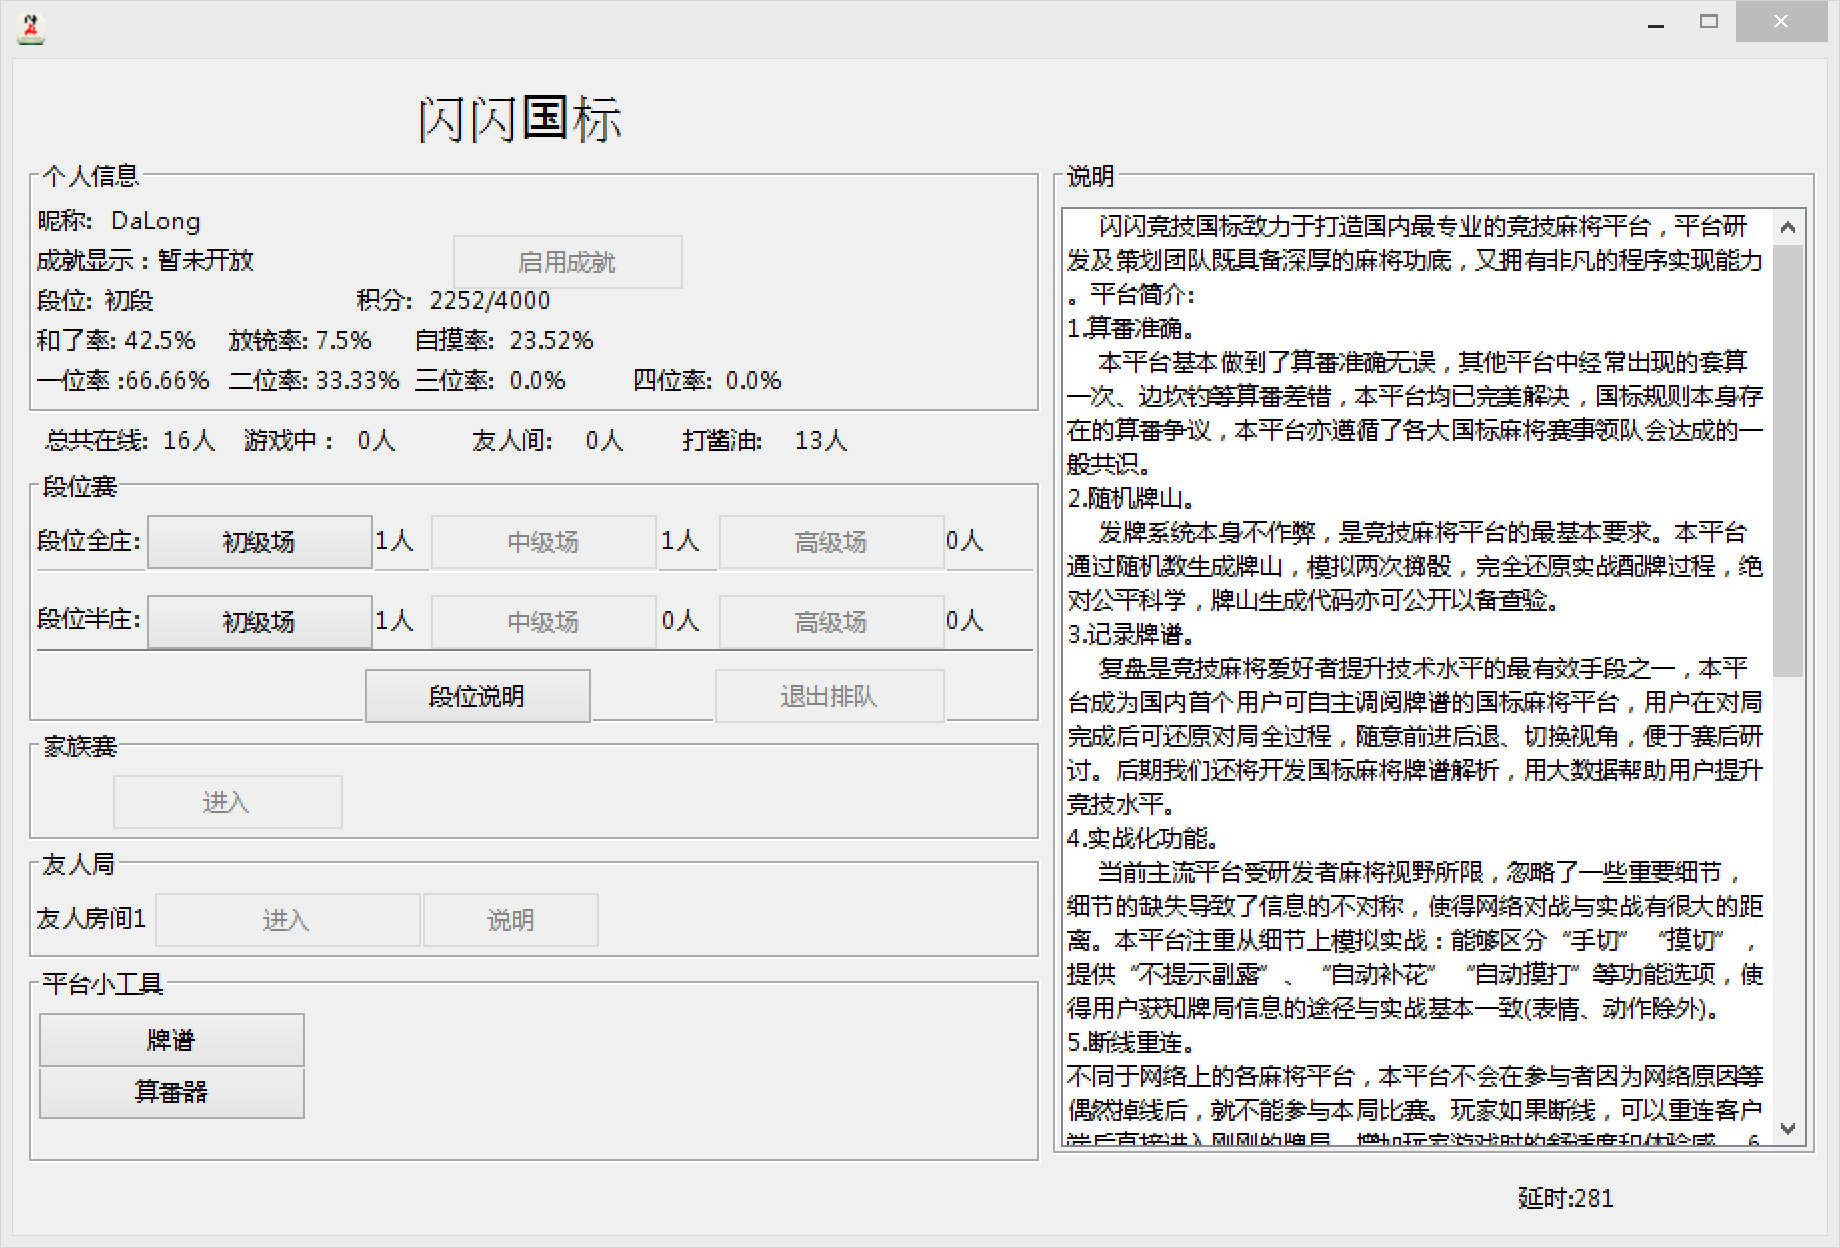 闪闪国标
个人信息
昵称: DaLong
成就显示：暂未开放 启用成就
段位: 初段 积分: 2252/4000
和了率: 42.5% 放铳率: 7.5% 自摸率: 23.52%
一位率 :66.66% 二位率: 33.33% 三位率: 0.0% 四位率: 0.0%
总共在线: 16人 游戏中： 0人 友人间: 0人 打酱油: 13人
段位赛
段位全庄: 初级场 1人 中级场 1人 高级场 0人
段位半庄: 初级场 1人 中级场 0人 高级场 0人
段位说明 退出排队
家族赛
进入
友人局
友人房间1 进入 说明
平台小工具
牌谱
算番器
说明
闪闪竞技国标致力于打造国内最专业的竞技麻将平台，平台研
发及策划团队既具备深厚的麻将功底，又拥有非凡的程序实现能力
。平台简介:
1.算番准确。
本平台基本做到了算番准确无误，其他平台中经常出现的套算
一次、边坎钓等算番差错，本平台均已完美解决，国标规则本身存
在的算番争议，本平台亦遵循了各大国标麻将赛事领队会达成的一
般共识。
2.随机牌山。
发牌系统本身不作弊，是竞技麻将平台的最基本要求。本平台
通过随机数生成牌山，模拟两次掷骰，完全还原实战配牌过程，绝
对公平科学，牌山生成代码亦可公开以备查验。
3.记录牌谱。
复盘是竞技麻将爱好者提升技术水平的最有效手段之一，本平
台成为国内首个用户可自主调阅牌谱的国标麻将平台，用户在对局
完成后可还原对局全过程，随意前进后退、切换视角，便于赛后研
讨。后期我们还将开发国标麻将牌谱解析，用大数据帮助用户提升
竞技水平。
4.实战化功能。
当前主流平台受研发者麻将视野所限，忽略了一些重要细节，
细节的缺失导致了信息的不对称，使得网络对战与实战有很大的距
离。本平台注重从细节上模拟实战：能够区分“手切”“摸切”，
提供“不提示副露”、“自动补花”“自动摸打”等功能选项，使
得用户获知牌局信息的途径与实战基本一致(表情、动作除外)。
5.断线重连。
不同于网络上的各麻将平台，本平台不会在参与者因为网络原因等
偶然掉线后，就不能参与本局比赛。玩家如果断线，可以重连客户
端后直接进入刚刚的牌局，增加玩家游戏时的舒适度和体验感。 6
延时:281